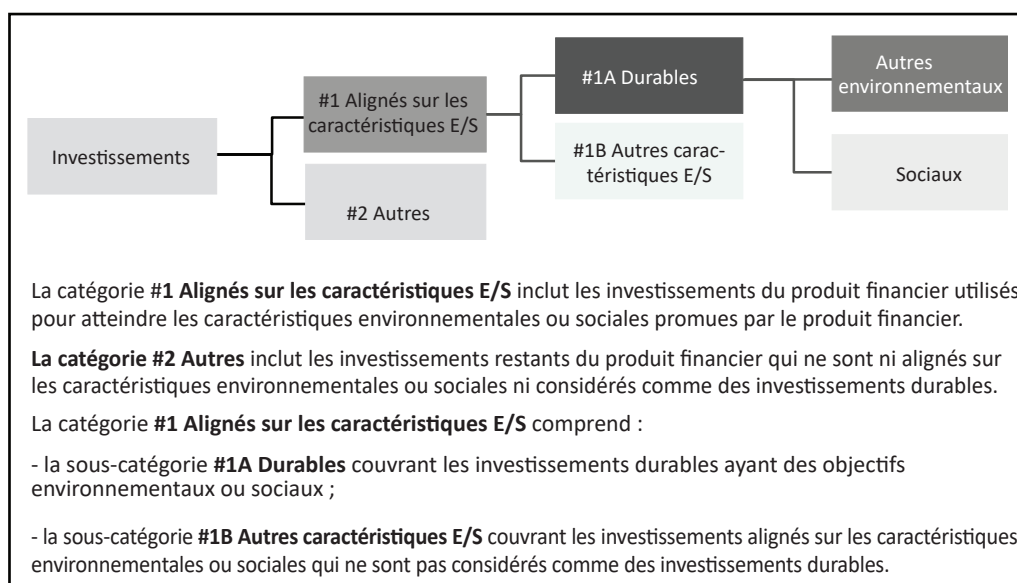 Investissements
#1 Alignés sur les
caractéristiques E/S
#2 Autres
#1A Durables
#1B Autres carac-
téristiques E/S
Autres
environnementaux
Sociaux
La catégorie #1 Alignés sur les caractéristiques E/S inclut les investissements du produit financier utilisés
pour atteindre les caractéristiques environnementales ou sociales promues par le produit financier.
La catégorie #2 Autres inclut les investissements restants du produit financier qui ne sont ni alignés sur
les caractéristiques environnementales ou sociales ni considérés comme des investissements durables.
La catégorie #1 Alignés sur les caractéristiques E/S comprend :
- la sous-catégorie #1A Durables couvrant les investissements durables ayant des objectifs
environnementaux ou sociaux ;
- la sous-catégorie #1B Autres caractéristiques E/S couvrant les investissements alignés sur les caractéristiques
environnementales ou sociales qui ne sont pas considérés comme des investissements durables.